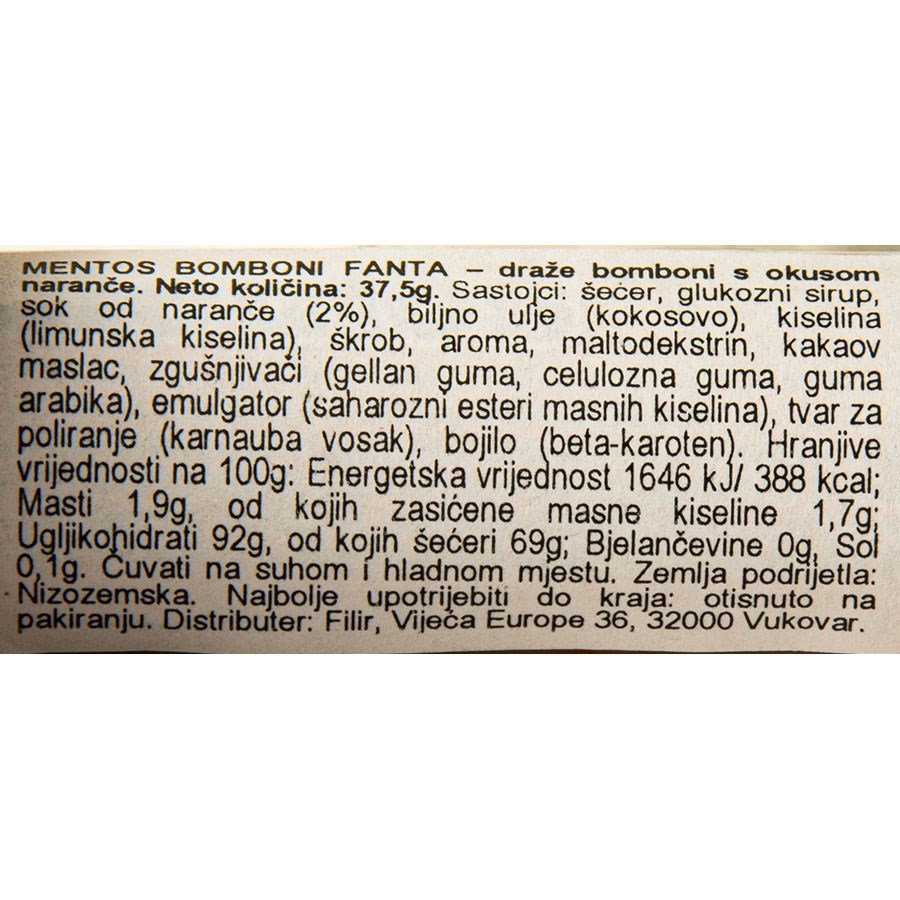 MENTOS BOMBONI FANTA – draže bomboni s okusom
naranče. Neto količina: 37,5g. Sastojci: šećer, glukozni sirup,
sok od naranče (2%), biljno ulje (kokosovo), kiselina
(limunska kiselina), škrob, aroma, maltodekstrin, kakaov
maslac, zgušnjivači (gellan guma, celulozna guma, guma
arabika), emulgator (saharozni esteri masnih kiselina), tvar za
poliranje (karnauba vosak), bojilo (beta-karoten). Hranjive
vrijednosti na 100g: Energetska vrijednost 1646 kJ/ 388 kcal;
Masti 1,9g, od kojih zasićene masne kiseline 1,7g;
Ugljikohidrati 92g, od kojih šećeri 69g; Bjelančevine 0g, Sol
0,1g. Čuvati na suhom i hladnom mjestu. Zemlja podrijetla:
Nizozemska. Najbolje upotrijebiti do kraja: otisnuto na
pakiranju. Distributer: Filir, Vijeća Europe 36, 32000 Vukovar.